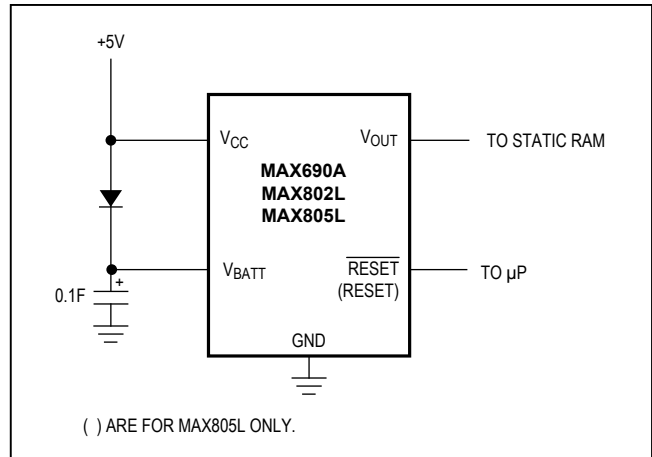 +5V
VCC
VOUT
TO STATIC RAM
MAX690A
MAX802L
MAX805L
VBATT
RESET
(RESET)
TO µP
+
0.1F
GND
( ) ARE FOR MAX805L ONLY.